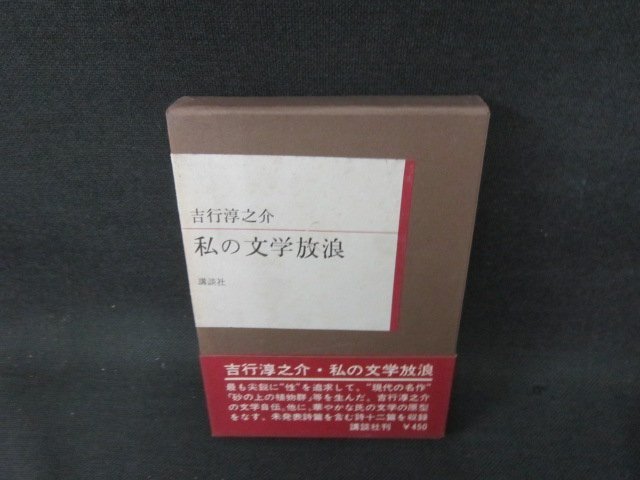 吉行淳之介
私の文学放浪
講談社
吉行淳之介・私の文学放浪
最も尖鋭に“性”を追求して、“現代の名作”
「砂の上の植物群」等を生んだ、吉行淳之介
の文学自伝。他に、華やかな氏の文学の原型
をなす、未発表詩篇を含む詩十二篇を収録
講談社刊 ￥450